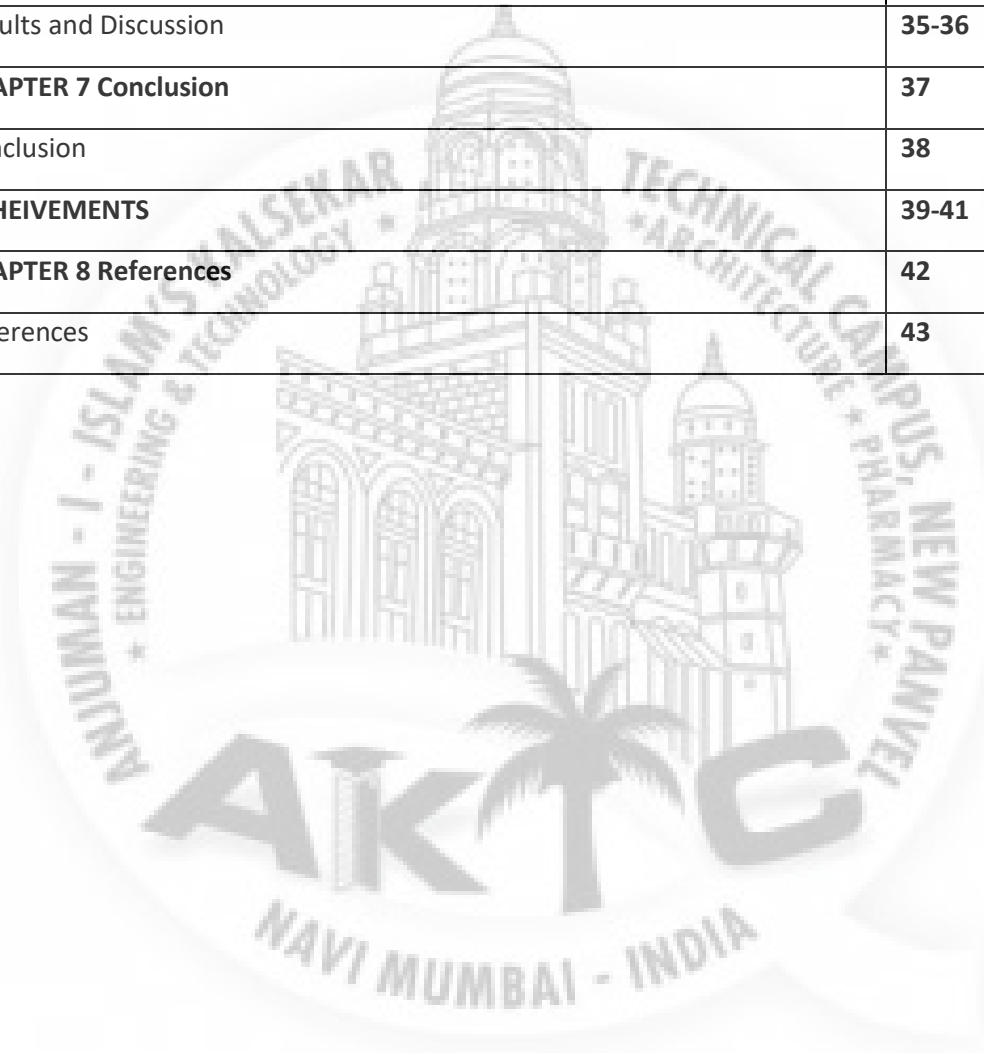 ults and Discussion 35-36
APTER 7 Conclusion 37
clusion 38
HEIVEMENTS 39-41
APTER 8 References 42
erences 43
ANJUMAN - I - ISLAM'S KALSEKAR TECHNICAL CAMPUS, NEW PANVEL
* ENGINEERING & TECHNOLOGY * *ARCHITECTURE * PHARMACY*
AKTC
NAVI MUMBAI - INDIA